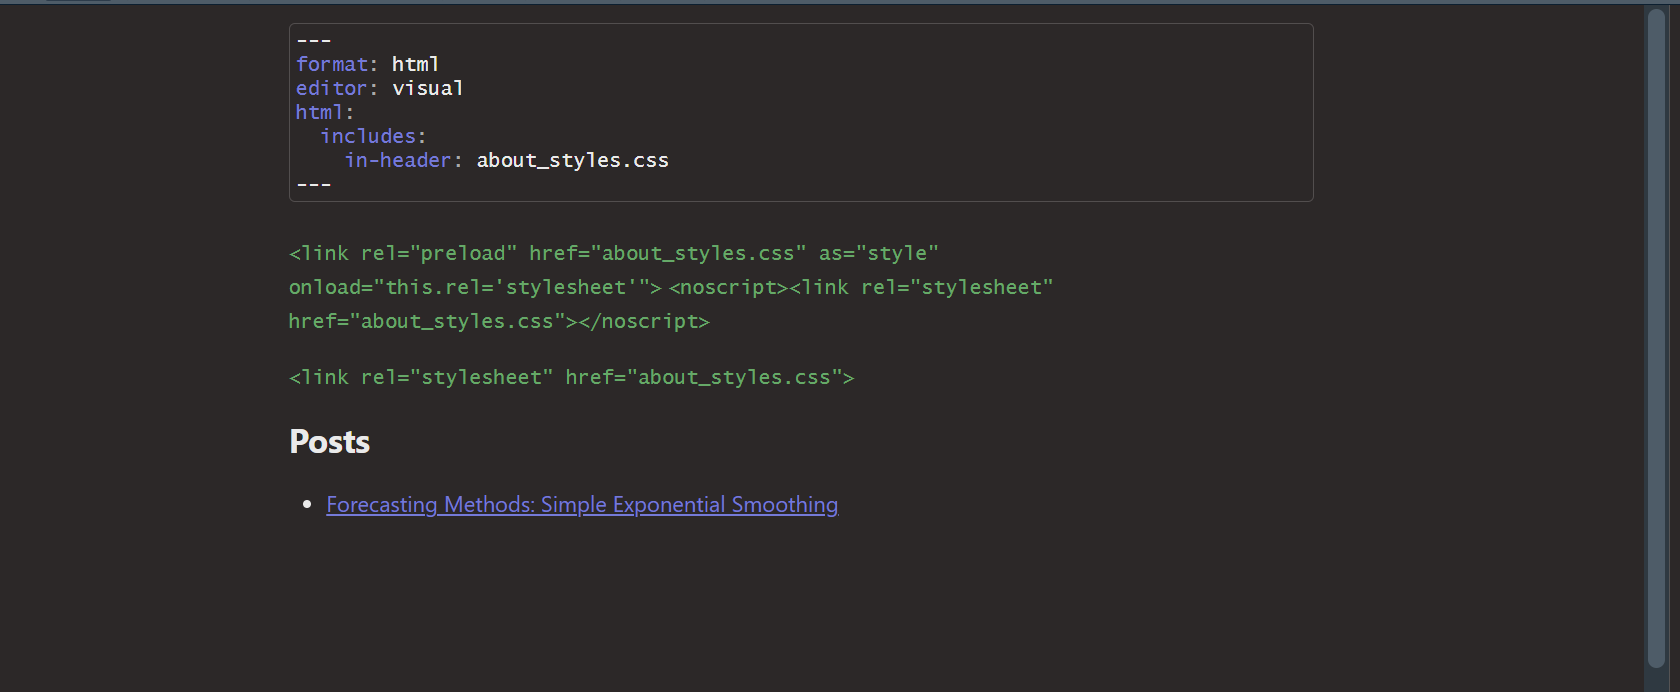 ---
format: html
editor: visual
html:
  includes:
    in-header: about_styles.css
---
<link rel="preload" href="about_styles.css" as="style"
onload="this.rel='stylesheet'"> <noscript><link rel="stylesheet"
href="about_styles.css"></noscript>
<link rel="stylesheet" href="about_styles.css">
Posts
• Forecasting Methods: Simple Exponential Smoothing